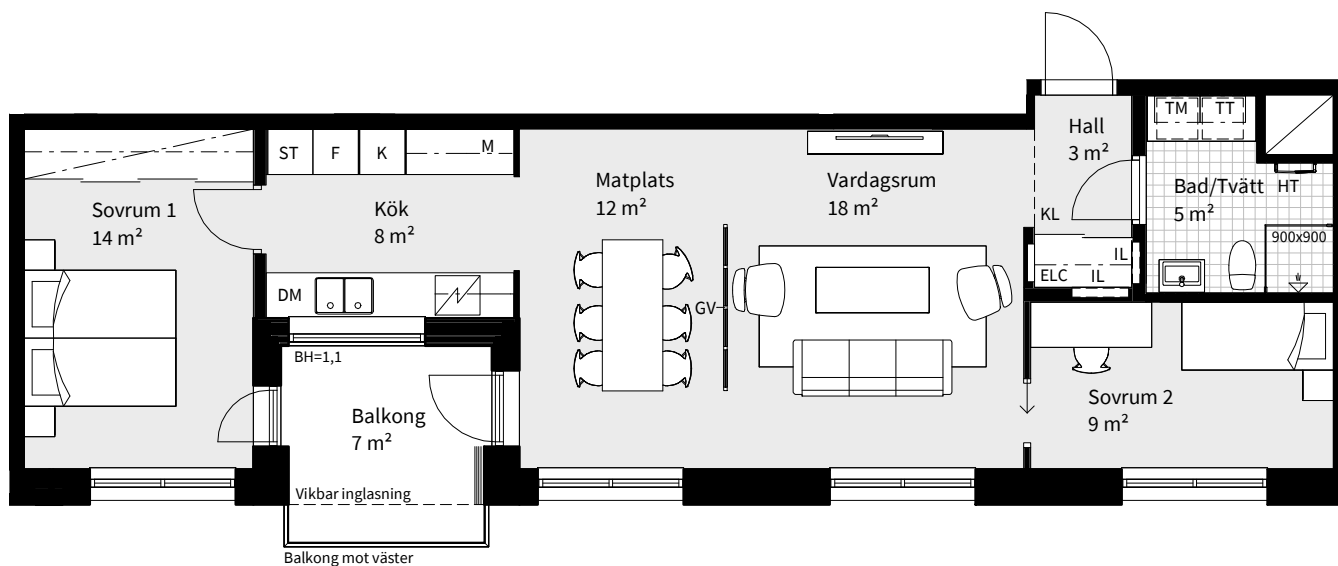 Sovrum 1
14 m²
ST
F
K
M
Kök
8 m²
DM
BH=1,1
Balkong
7 m²
Vikbar inglasning
Balkong mot väster
Matplats
12 m²
GV
Vardagsrum
18 m²
Hall
3 m²
KL
ELC
IL
IL
TM
TT
Bad/Tvätt
5 m²
HT
900x900
Sovrum 2
9 m²